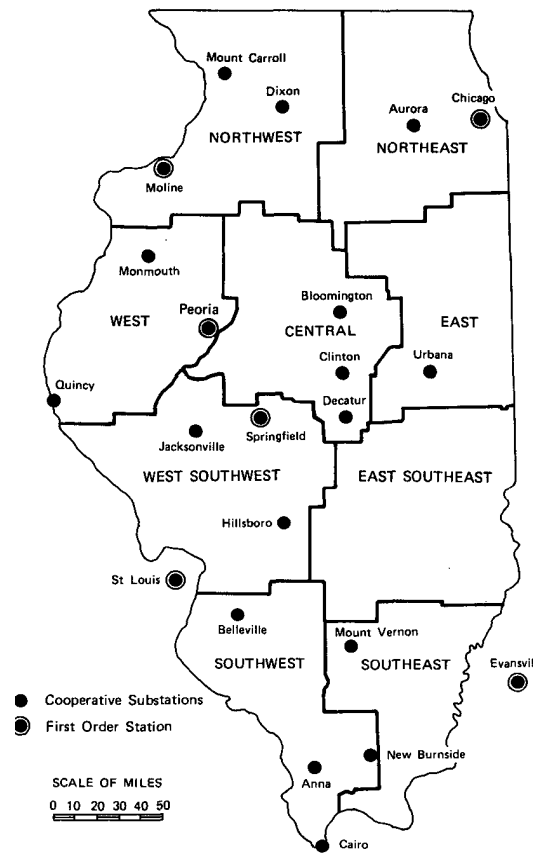 Mount Carroll
Dixon
NORTHWEST
Aurora
Chicago
NORTHEAST
Moline
Monmouth
WEST
Peoria
Bloomington
CENTRAL
EAST
Clinton
Urbana
Quincy
Decatur
Jacksonville
Springfield
WEST SOUTHWEST
EAST SOUTHEAST
Hillsboro
St Louis
Belleville
SOUTHWEST
Mount Vernon
SOUTHEAST
Evansvil
Cooperative Substations
First Order Station
New Burnside
Anna
SCALE OF MILES
0 10 20 30 40 50
Cairo